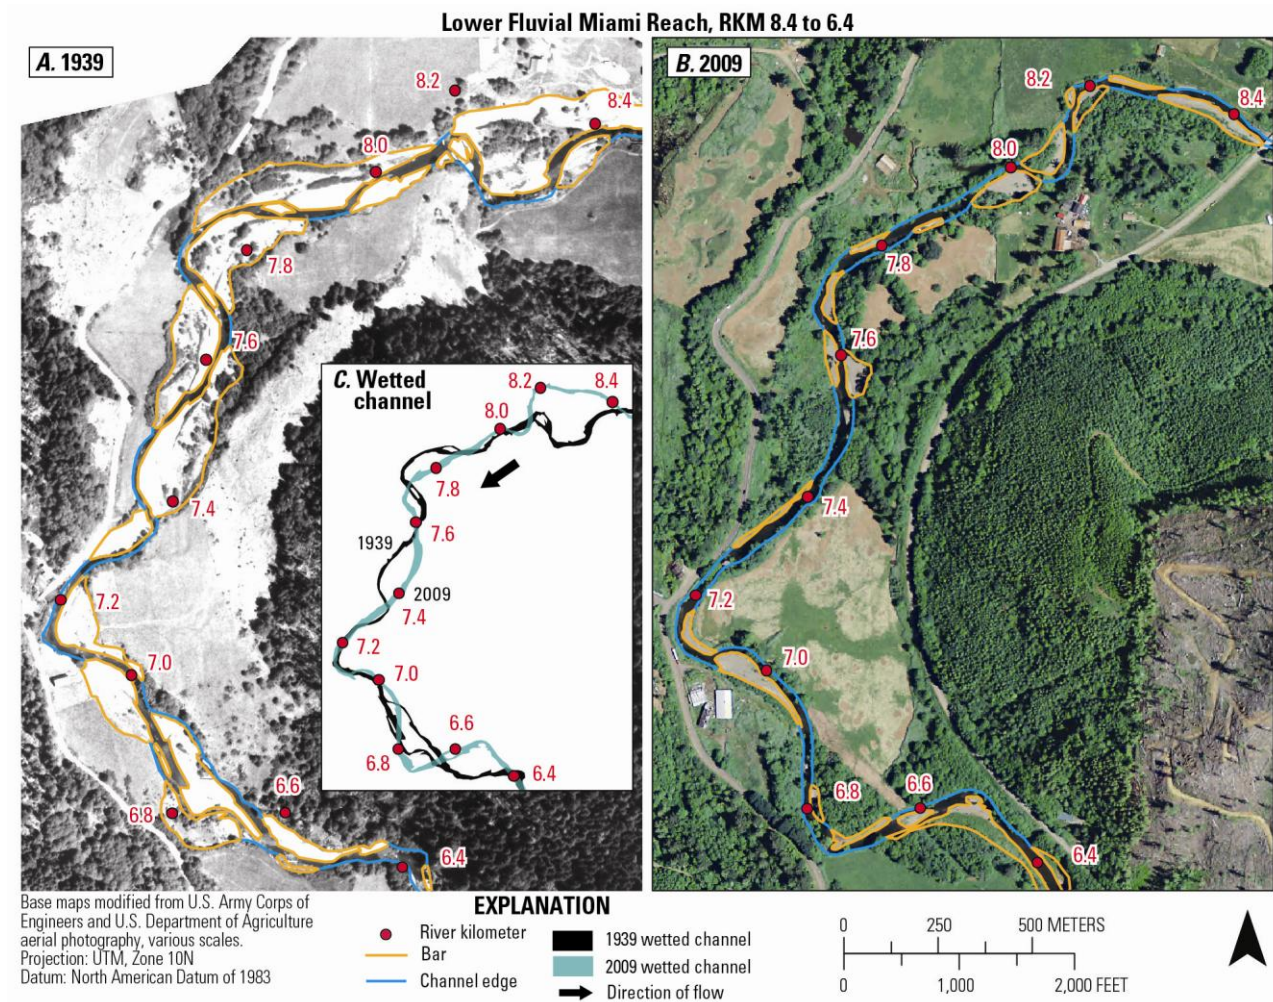 Lower Fluvial Miami Reach, RKM 8.4 to 6.4
A. 1939
8.2
8.4
8.0
7.8
7.6
7.4
7.2
7.0
6.8
6.6
6.4
C. Wetted
channel
8.2
8.4
8.0
7.8
7.6
1939
2009
7.4
7.2
7.0
6.6
6.8
6.4
B. 2009
8.2
8.4
8.0
7.8
7.6
7.4
7.2
7.0
6.8
6.6
6.4
Base maps modified from U.S. Army Corps of
Engineers and U.S. Department of Agriculture
aerial photography, various scales.
Projection: UTM, Zone 10N
Datum: North American Datum of 1983
EXPLANATION
River kilometer
Bar
Channel edge
1939 wetted channel
2009 wetted channel
Direction of flow
0 250 500 METERS
0 1,000 2,000 FEET